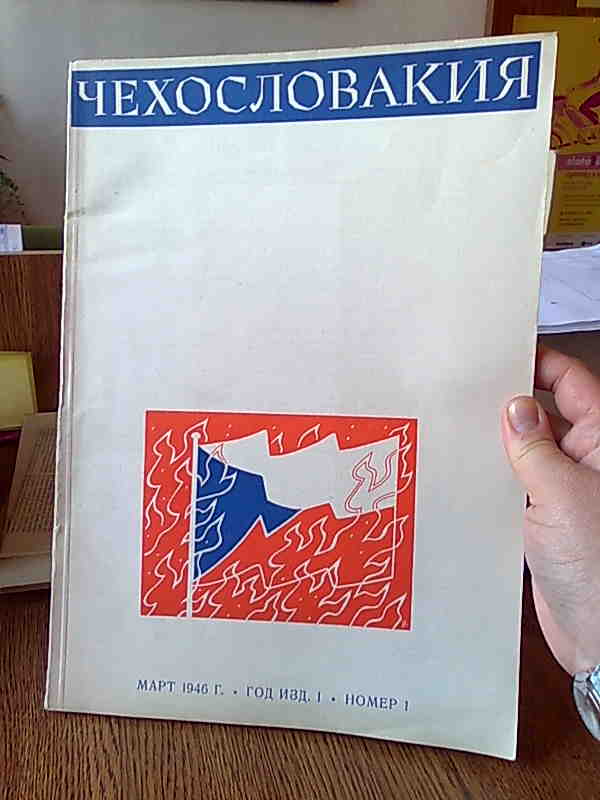 ЧЕХОСЛОВАКИЯ
МАРТ 1946 Г. • ГОД ИЗД. 1 • НОМЕР 1